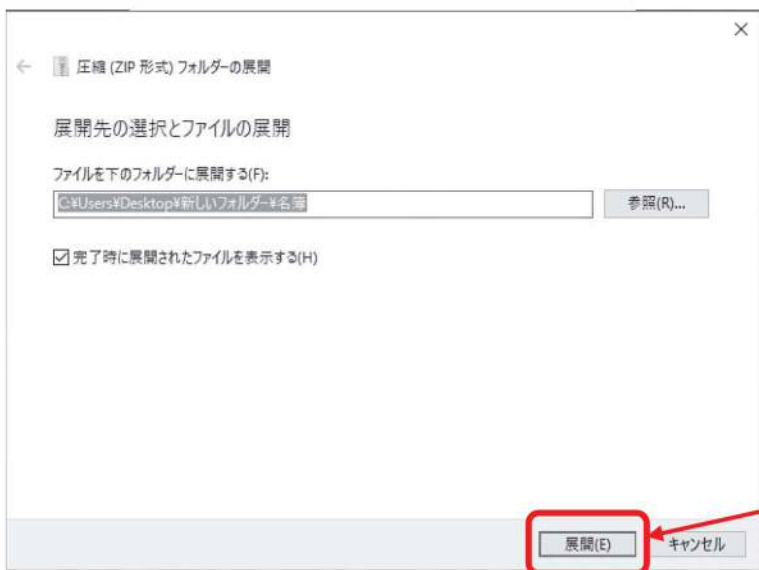 圧縮 (ZIP 形式) フォルダーの展開
展開先の選択とファイルの展開
ファイルを下のフォルダーに展開する(F):
C:¥Users¥Desktop¥新しいフォルダー¥名簿
参照(R)...
完了時に展開されたファイルを表示する(H)
展開(E)
キャンセル